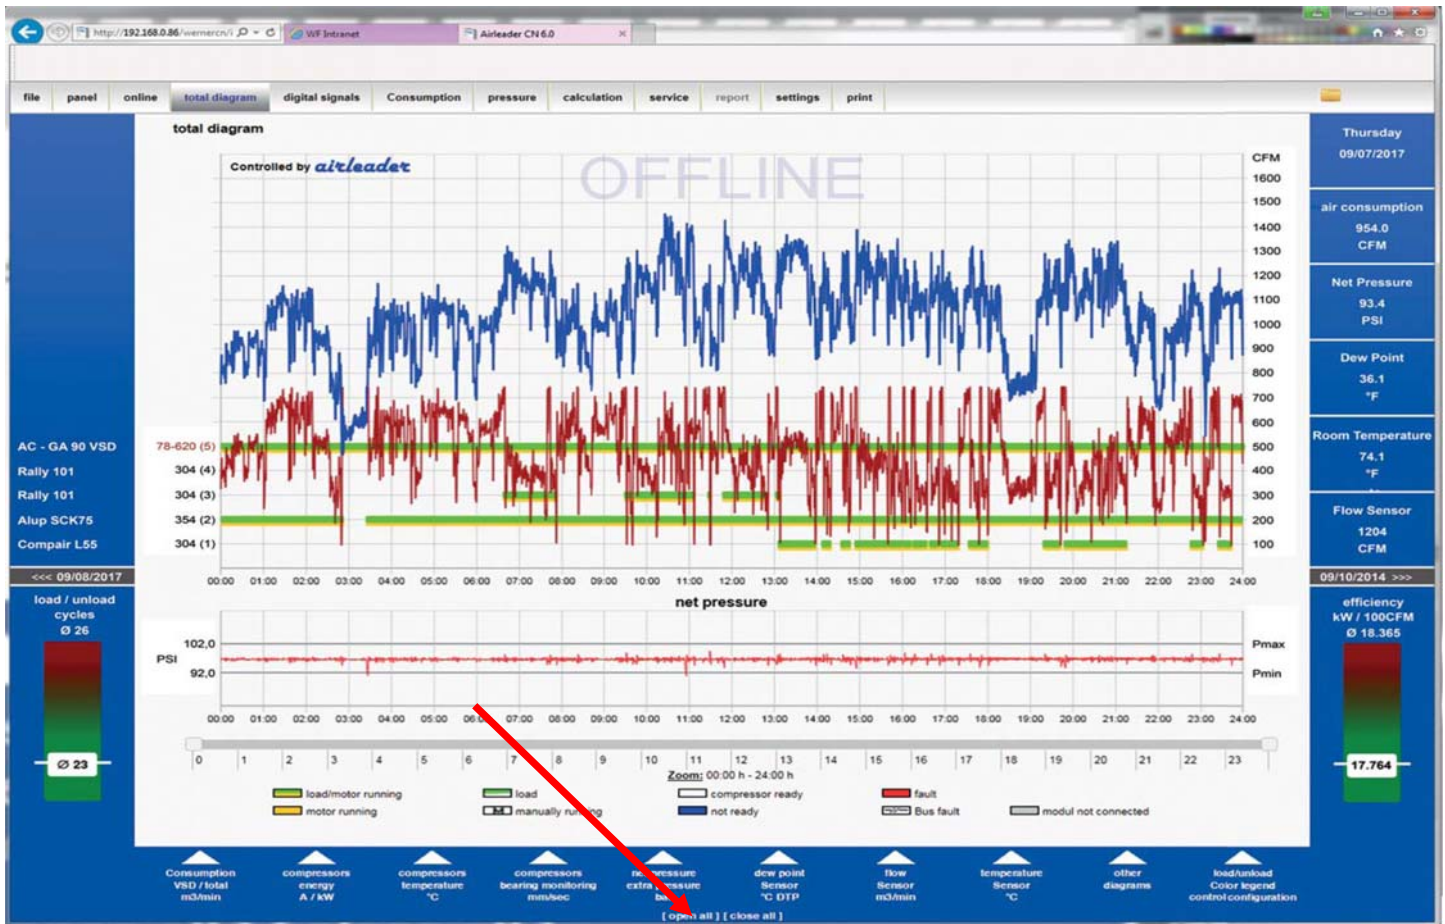 http://192.168.0.86/wernercn/i
WF Intranet
Airleader CN 6.0
file panel online total diagram digital signals Consumption pressure calculation service report settings print
total diagram
Controlled by airleader
OFFLINE
CFM
1600
1500
1400
1300
1200
1100
1000
900
800
700
600
500
400
300
200
100
AC - GA 90 VSD 78-620 (5)
Rally 101 304 (4)
Rally 101 304 (3)
Alup SCK75 354 (2)
Compair L55 304 (1)
00:00 01:00 02:00 03:00 04:00 05:00 06:00 07:00 08:00 09:00 10:00 11:00 12:00 13:00 14:00 15:00 16:00 17:00 18:00 19:00 20:00 21:00 22:00 23:00 24:00
Thursday
09/07/2017
air consumption
954.0
CFM
Net Pressure
93.4
PSI
Dew Point
36.1
°F
Room Temperature
74.1
°F
Flow Sensor
1204
CFM
<<< 09/08/2017
09/10/2014 >>>
load / unload
cycles
Ø 26
Ø 23
net pressure
PSI
102,0
92,0
Pmax
Pmin
00:00 01:00 02:00 03:00 04:00 05:00 06:00 07:00 08:00 09:00 10:00 11:00 12:00 13:00 14:00 15:00 16:00 17:00 18:00 19:00 20:00 21:00 22:00 23:00 24:00
efficiency
kW / 100CFM
Ø 18.365
17.764
0 1 2 3 4 5 6 7 8 9 10 11 12 13 14 15 16 17 18 19 20 21 22 23
Zoom: 00:00 h - 24:00 h
load/motor running load compressor ready fault
motor running M manually running not ready Bus fault modul not connected
Consumption
VSD / total
m3/min
compressors
energy
A / kW
compressors
temperature
°C
compressors
bearing monitoring
mm/sec
net pressure
extra pressure
dew point
Sensor
°C DTP
flow
Sensor
m3/min
temperature
Sensor
°C
other
diagrams
load/unload
Color legend
control configuration
[ open all ] [ close all ]